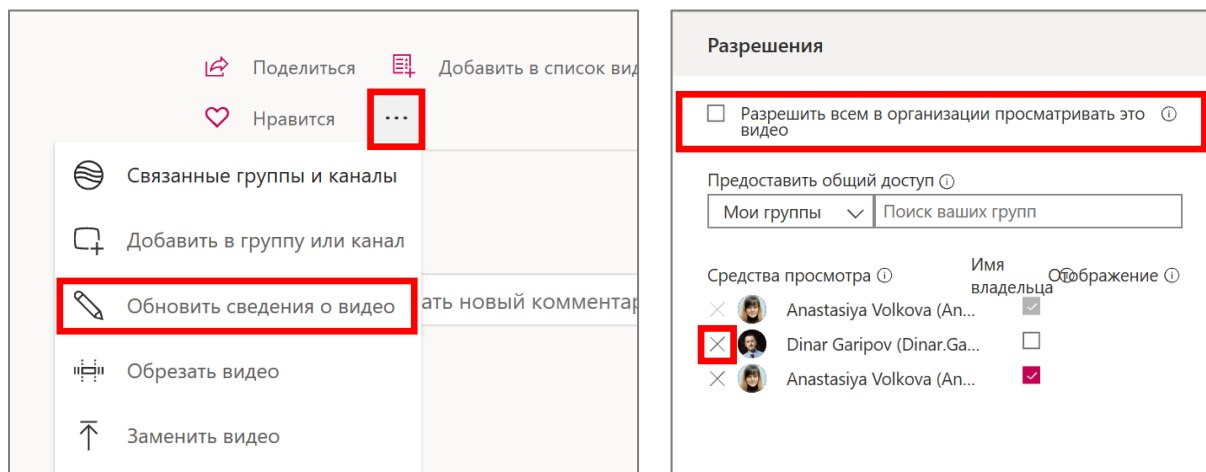 Поделиться
Добавить в список вид
Нравится
...
Связанные группы и каналы
Добавить в группу или канал
Обновить сведения о видео
ать новый комментар
Обрезать видео
Заменить видео
Разрешения
Разрешить всем в организации просматривать это
видео
Предоставить общий доступ
Мои группы
Поиск ваших групп
Средства просмотра
Имя
владельца
Отображение
Anastasiya Volkova (An...
Dinar Garipov (Dinar.Ga...
Anastasiya Volkova (An...